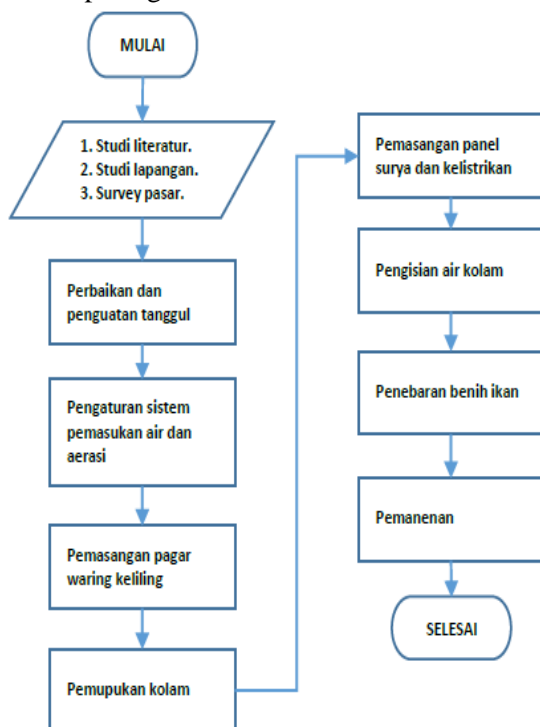 MULAI
1. Studi literatur.
2. Studi lapangan.
3. Survey pasar.
Perbaikan dan
penguatan tanggul
Pengaturan sistem
pemasukan air dan
aerasi
Pemasangan pagar
waring keliling
Pemupukan kolam
Pemasangan panel
surya dan kelistrikan
Pengisian air kolam
Penebaran benih ikan
Pemanenan
SELESAI